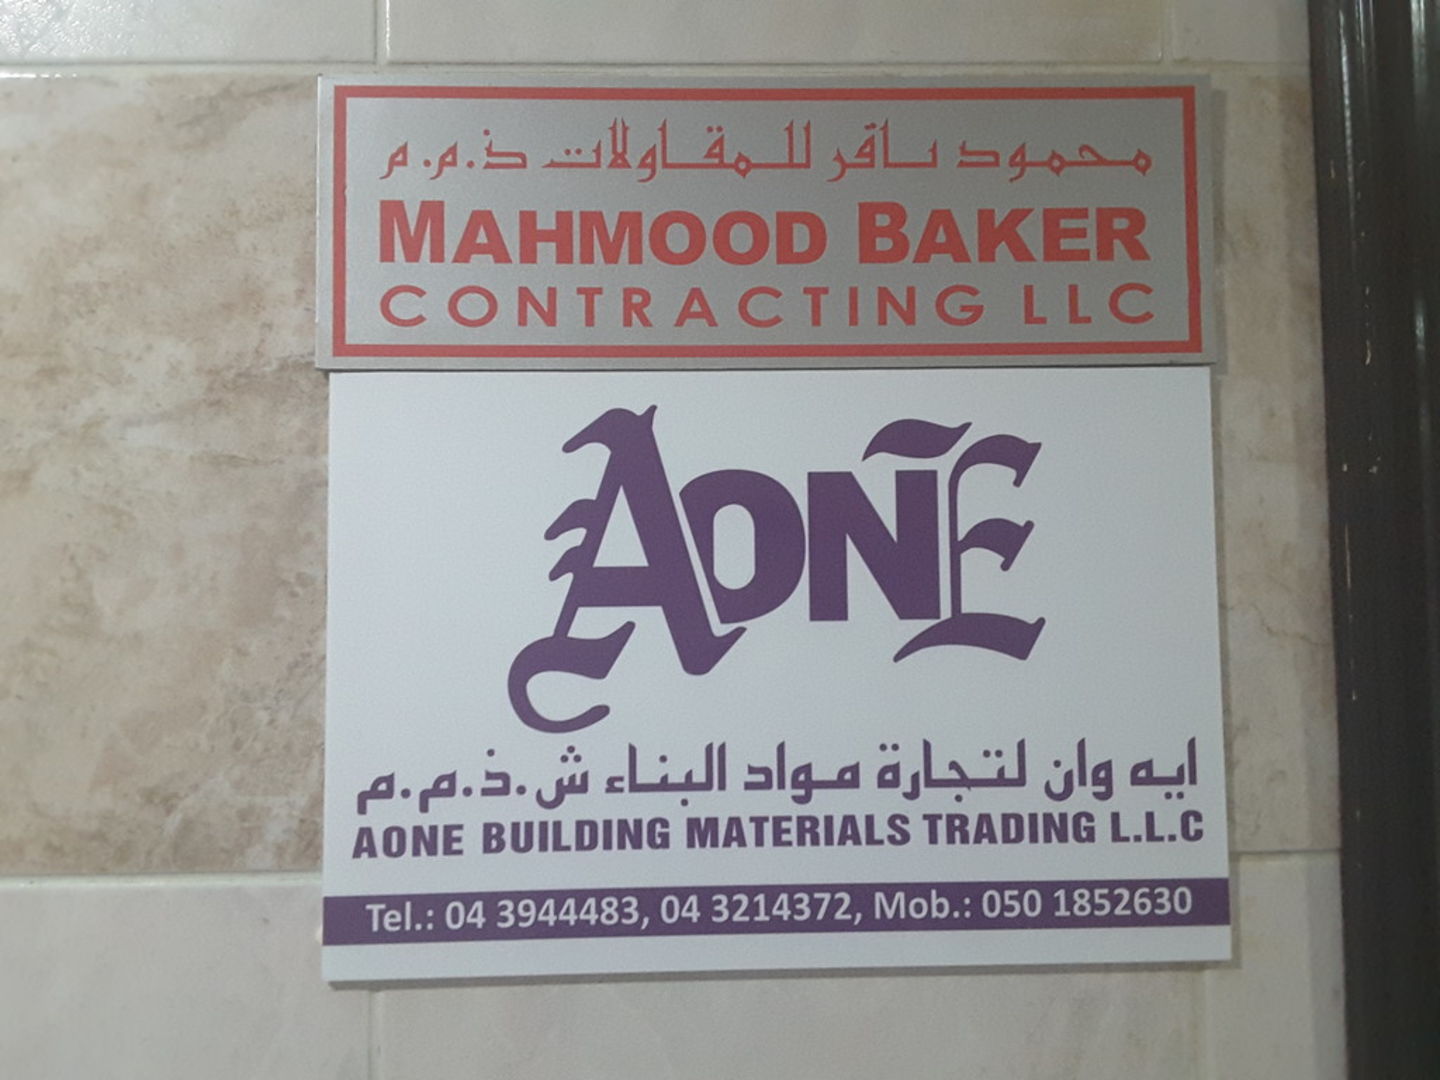 محمود باقر للمقاولات ذ.م.م
MAHMOOD BAKER
CONTRACTING LLC
AONE
ايه وان لتجارة مواد البناء ش.ذ.م.م
AONE BUILDING MATERIALS TRADING L.L.C
Tel.: 04 3944483, 04 3214372, Mob.: 050 1852630